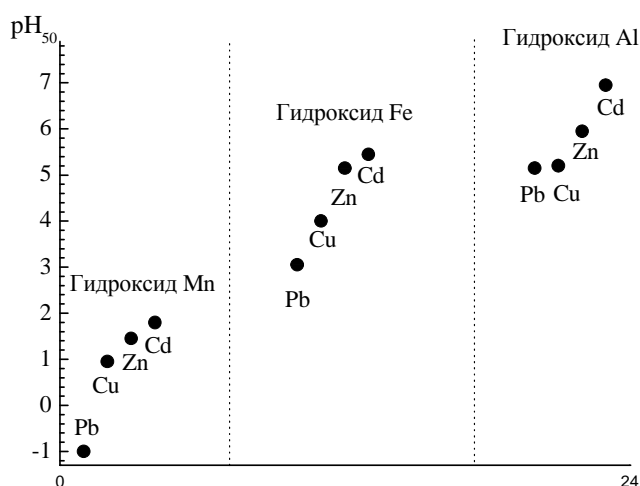 pH50
Гидроксид Al
7
Cd
6
Гидроксид Fe
Zn
5
Cd
Pb
Cu
Zn
4
Cu
3
Гидроксид Mn
Pb
2
Cd
1
Zn
Cu
0
Pb
-1
0
24